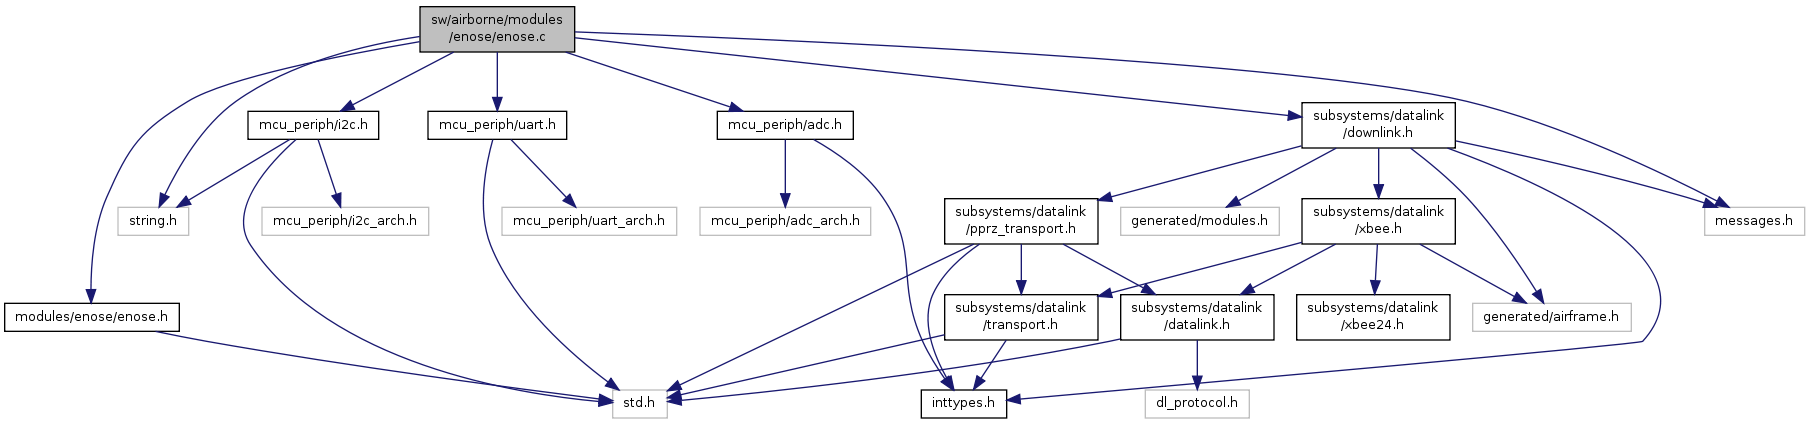 sw/airborne/modules
/enose/enose.c
mcu_periph/i2c.h
mcu_periph/uart.h
mcu_periph/adc.h
subsystems/datalink
/downlink.h
string.h
mcu_periph/i2c_arch.h
mcu_periph/uart_arch.h
mcu_periph/adc_arch.h
subsystems/datalink
/pprz_transport.h
generated/modules.h
subsystems/datalink
/xbee.h
messages.h
modules/enose/enose.h
subsystems/datalink
/transport.h
subsystems/datalink
/datalink.h
subsystems/datalink
/xbee24.h
generated/airframe.h
std.h
inttypes.h
dl_protocol.h